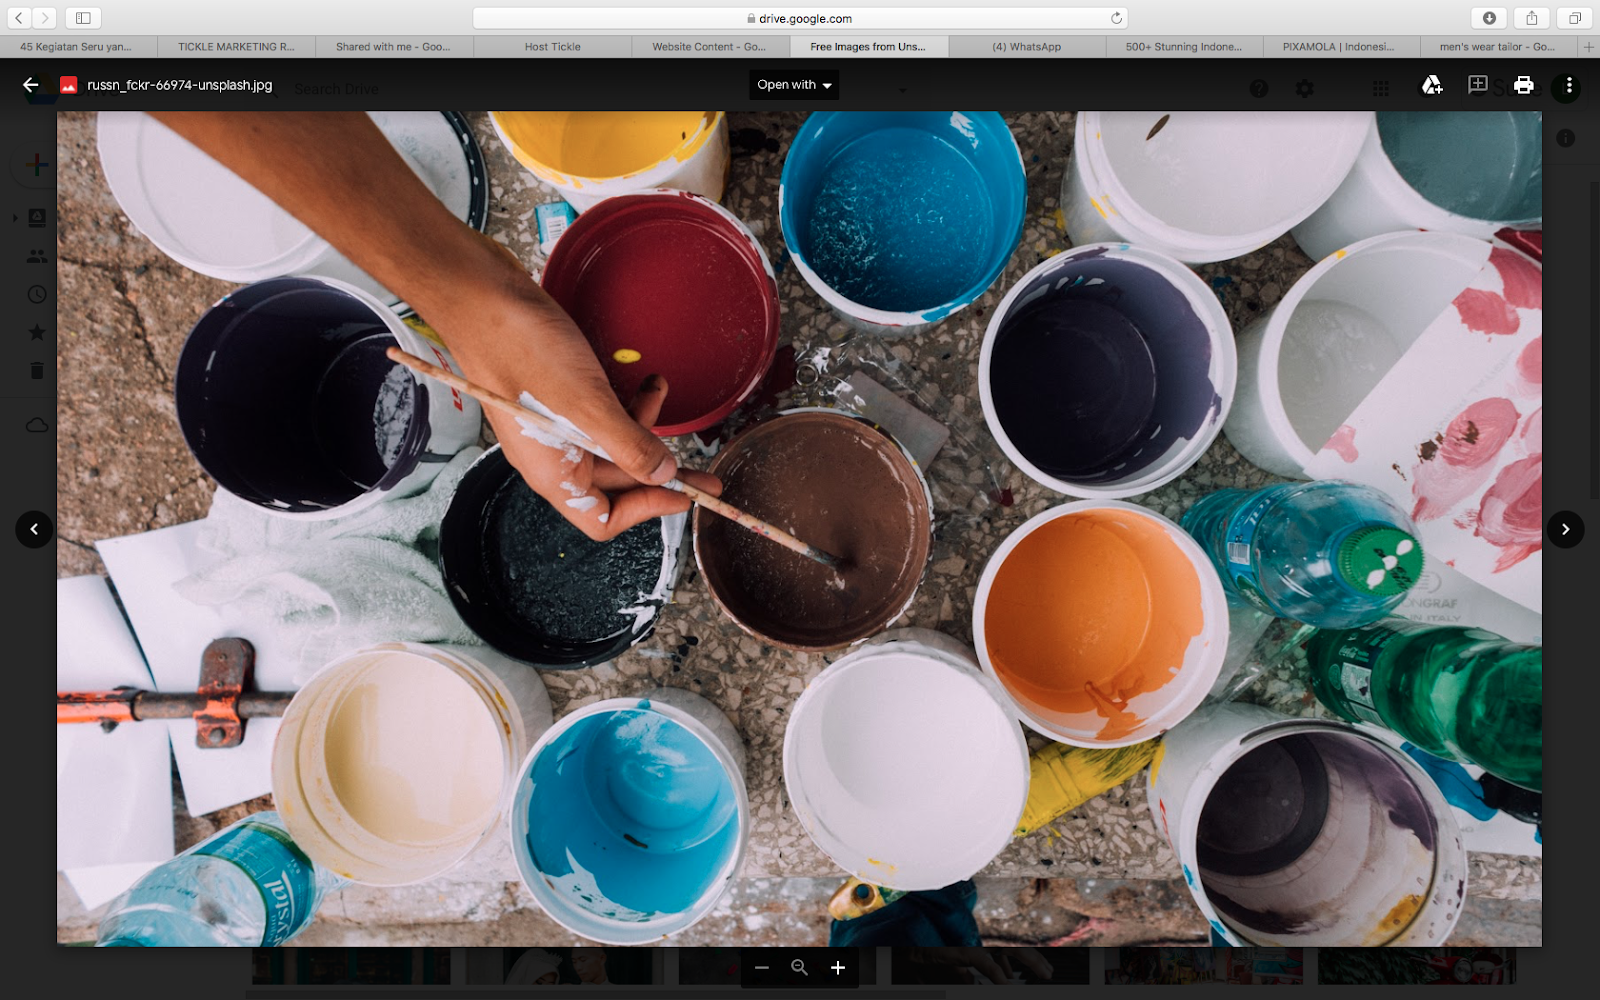 drive.google.com
45 Kegiatan Seru yan...
TICKLE MARKETING R...
Shared with me - Goo...
Host Tickle
Website Content - Go...
Free Images from Uns...
(4) WhatsApp
500+ Stunning Indone...
PIXAMOLA | Indonesi...
men's wear tailor - Go...
russn_fckr-66974-unsplash.jpg
Search Drive
Open with
IN ITALY